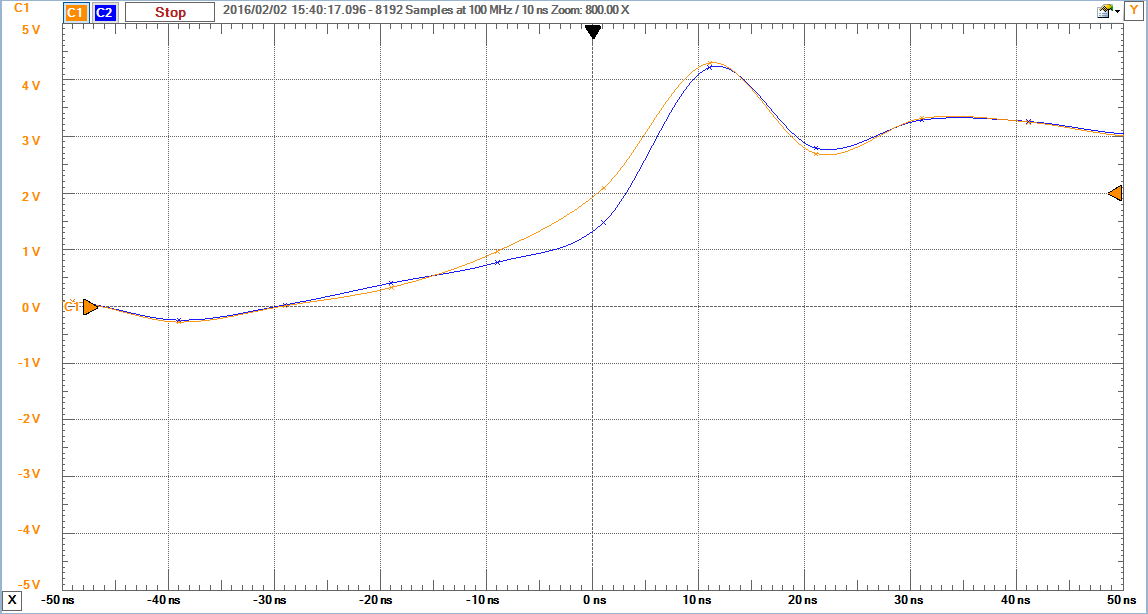 C1
C1 C2 Stop 2016/02/02 15:40:17.096 - 8192 Samples at 100 MHz / 10 ns Zoom: 800.00 X Y
5 V
4 V
3 V
2 V
1 V
C1
0 V
-1 V
-2 V
-3 V
-4 V
-5 V
X -50 ns -40 ns -30 ns -20 ns -10 ns 0 ns 10 ns 20 ns 30 ns 40 ns 50 ns